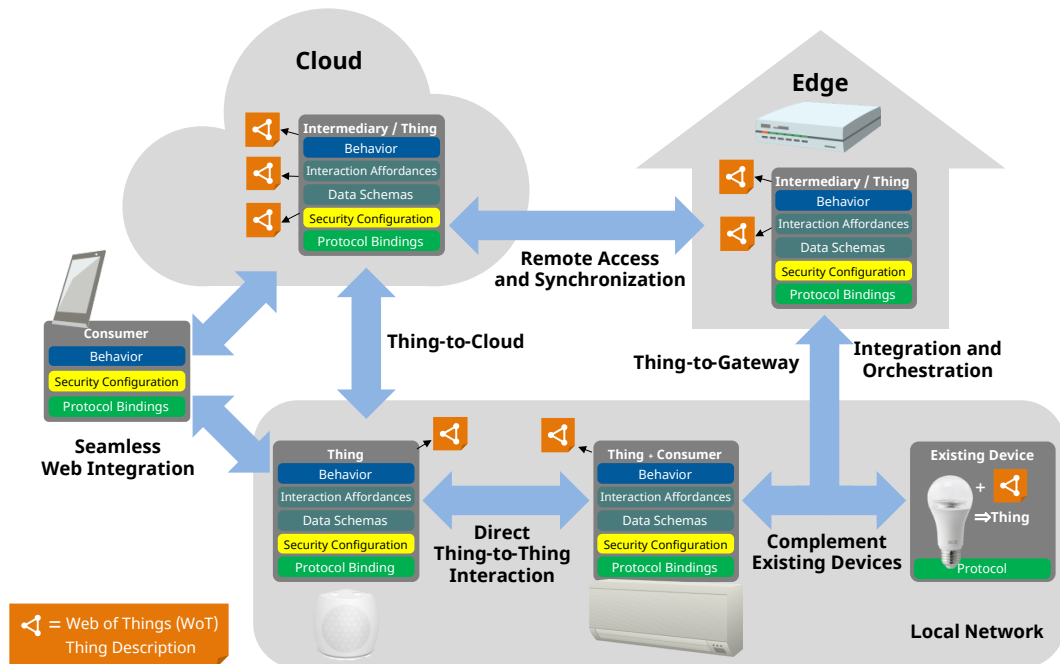 Cloud
Intermediary / Thing
Behavior
Interaction Affordances
Data Schemas
Security Configuration
Protocol Bindings
Edge
Intermediary / Thing
Behavior
Interaction Affordances
Data Schemas
Security Configuration
Protocol Bindings
Remote Access
and Synchronization
Consumer
Behavior
Security Configuration
Protocol Bindings
Thing-to-Cloud
Thing-to-Gateway
Integration and
Orchestration
Seamless
Web Integration
Thing
Behavior
Interaction Affordances
Data Schemas
Security Configuration
Protocol Binding
Direct
Thing-to-Thing
Interaction
Thing + Consumer
Behavior
Interaction Affordances
Data Schemas
Security Configuration
Protocol Bindings
Complement
Existing Devices
Existing Device
+
⇒Thing
Protocol
Local Network
= Web of Things (WoT)
Thing Description